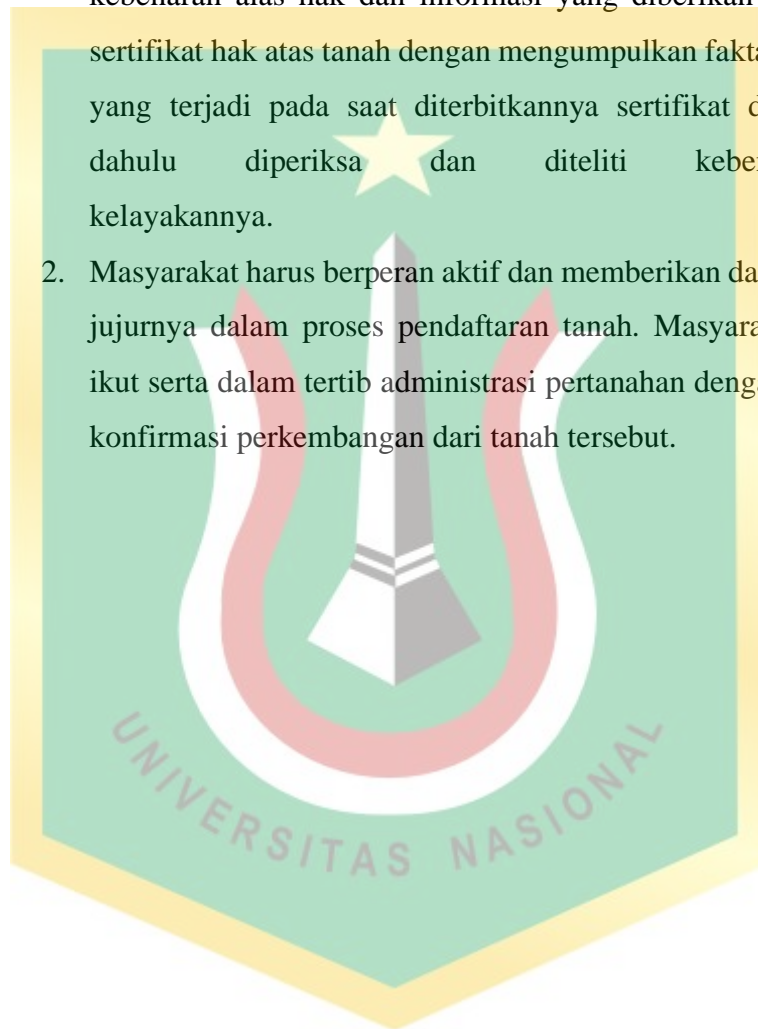 sertifikat hak atas tanah dengan mengumpulkan fakta
yang terjadi pada saat diterbitkannya sertifikat
dahulu diperiksa dan diteliti
kelayakannya.
2. Masyarakat harus berperan aktif dan memberikan
jujurnya dalam proses pendaftaran tanah.
ikut serta dalam tertib administrasi pertanahan
konfirmasi perkembangan dari tanah tersebut.
UNIVERSITAS NASIONAL